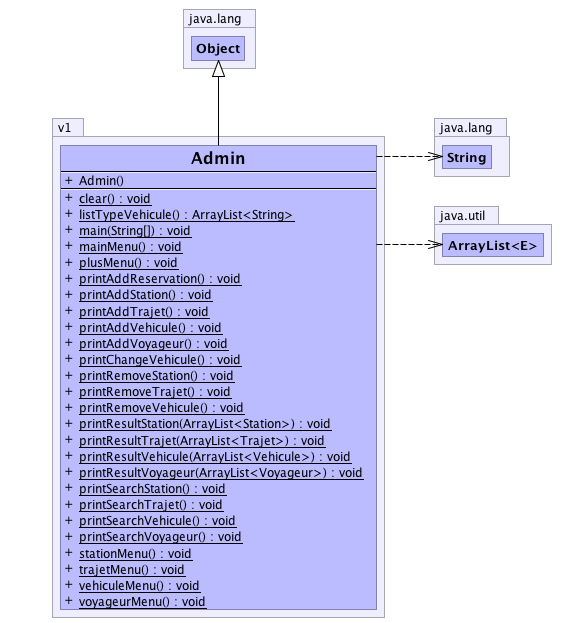 java.lang
Object
v1
Admin
+ Admin()
+ clear() : void
+ listTypeVehicule() : ArrayList<String>
+ main(String[]) : void
+ mainMenu() : void
+ plusMenu() : void
+ printAddReservation() : void
+ printAddStation() : void
+ printAddTrajet() : void
+ printAddVehicule() : void
+ printAddVoyageur() : void
+ printChangeVehicule() : void
+ printRemoveStation() : void
+ printRemoveTrajet() : void
+ printRemoveVehicule() : void
+ printResultStation(ArrayList<Station>) : void
+ printResultTrajet(ArrayList<Trajet>) : void
+ printResultVehicule(ArrayList<Vehicule>) : void
+ printResultVoyageur(ArrayList<Voyageur>) : void
+ printSearchStation() : void
+ printSearchTrajet() : void
+ printSearchVehicule() : void
+ printSearchVoyageur() : void
+ stationMenu() : void
+ trajetMenu() : void
+ vehiculeMenu() : void
+ voyageurMenu() : void
java.lang
String
java.util
ArrayList<E>